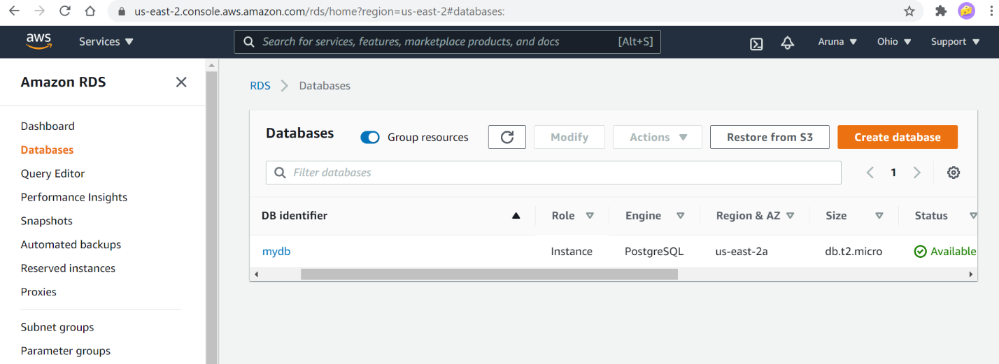 us-east-2.console.aws.amazon.com/rds/home?region=us-east-2#databases:
aws Services Search for services, features, marketplace products, and docs [Alt+S] Aruna Ohio Support
Amazon RDS
Dashboard
Databases
Query Editor
Performance Insights
Snapshots
Automated backups
Reserved instances
Proxies
Subnet groups
Parameter groups
RDS Databases
Databases Group resources Modify Actions Restore from S3 Create database
Filter databases 1
DB identifier Role Engine Region & AZ Size Status
mydb Instance PostgreSQL us-east-2a db.t2.micro Available